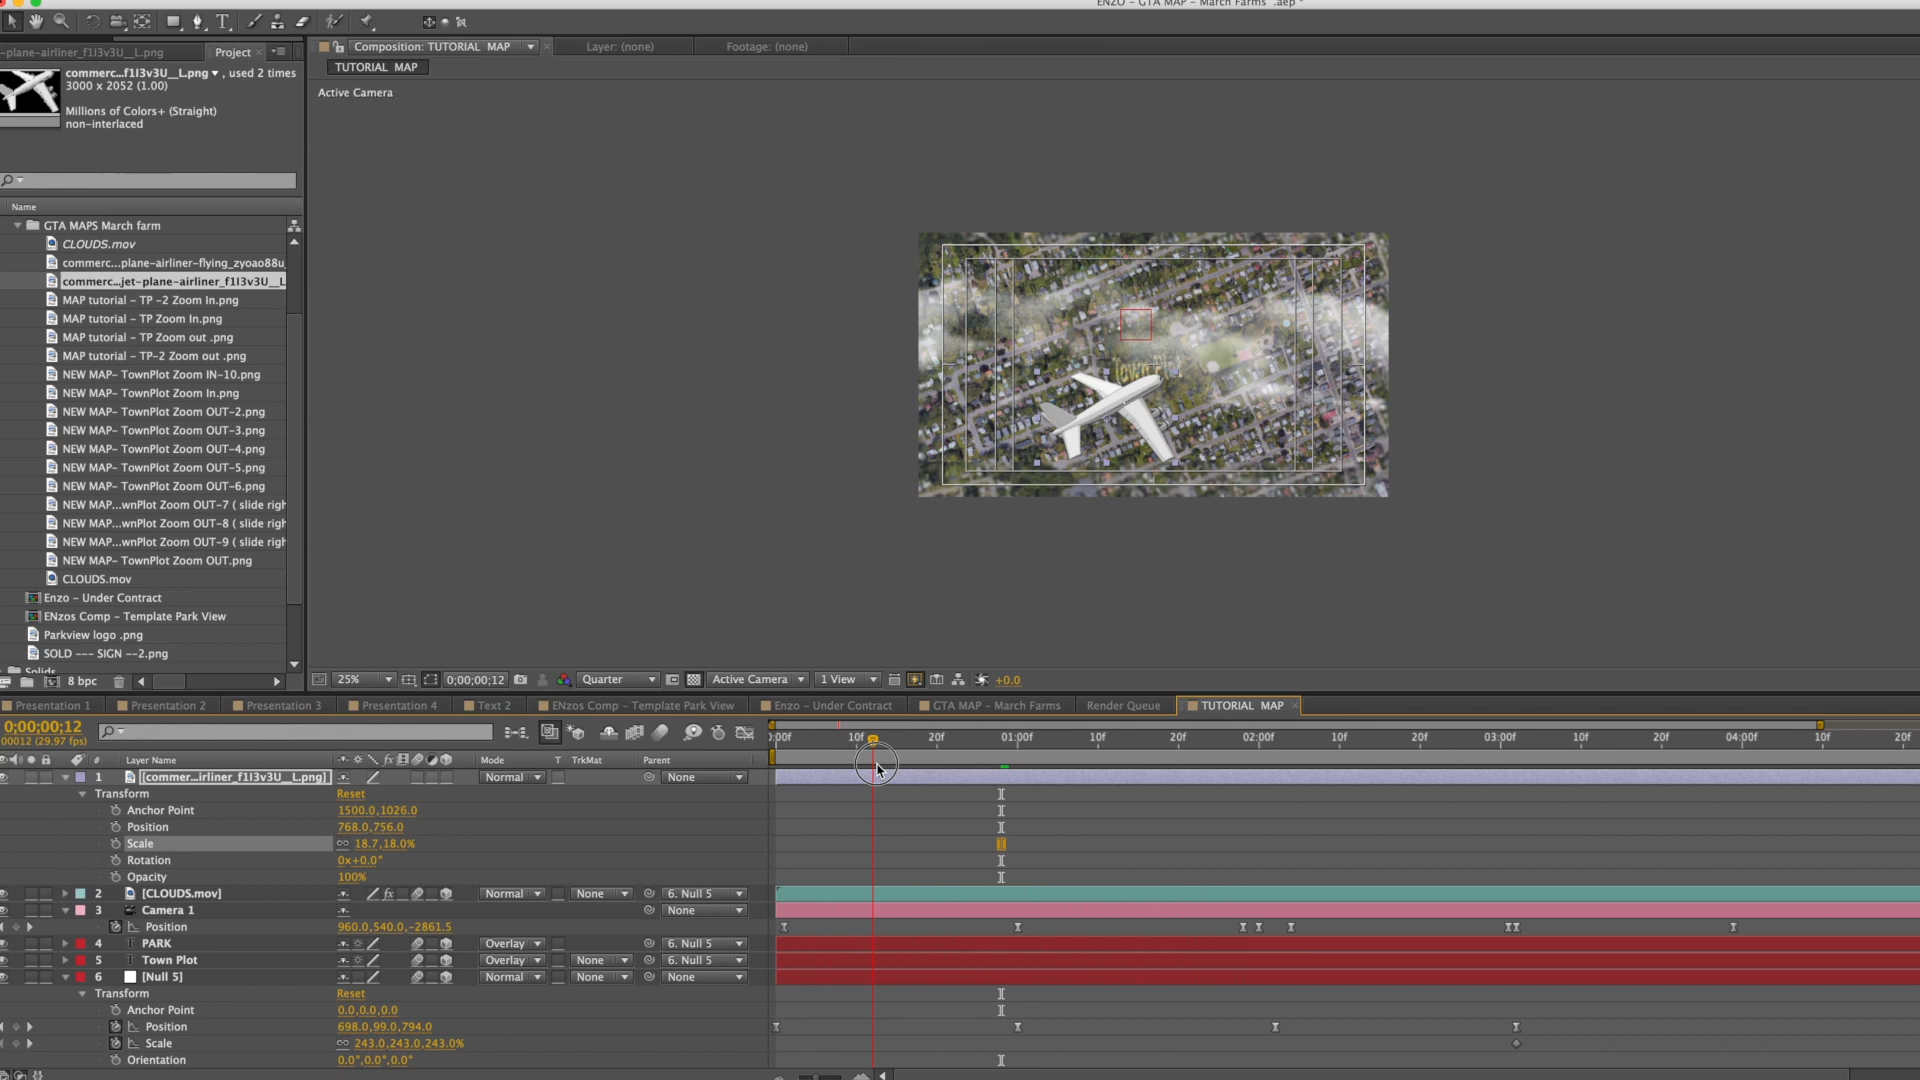 ENZO - GTA MAP - March Farms .aep *
-plane-airliner_f1I3v3U__L.png
Project
commerc...f1I3v3U__L.png , used 2 times
3000 x 2052 (1.00)
Millions of Colors+ (Straight)
non-interlaced
Composition: TUTORIAL MAP
Layer: (none)
Footage: (none)
TUTORIAL MAP
Active Camera
Name
GTA MAPS March farm
CLOUDS.mov
commerc...plane-airliner-flying_zyoao88u_
commerc...jet-plane-airliner_f1I3v3U__L
MAP tutorial - TP -2 Zoom In.png
MAP tutorial - TP Zoom In.png
MAP tutorial - TP Zoom out .png
MAP tutorial - TP-2 Zoom out .png
NEW MAP- TownPlot Zoom IN-10.png
NEW MAP- TownPlot Zoom In.png
NEW MAP- TownPlot Zoom OUT-2.png
NEW MAP- TownPlot Zoom OUT-3.png
NEW MAP- TownPlot Zoom OUT-4.png
NEW MAP- TownPlot Zoom OUT-5.png
NEW MAP- TownPlot Zoom OUT-6.png
NEW MAP...wnPlot Zoom OUT-7 ( slide righ
NEW MAP...wnPlot Zoom OUT-8 ( slide righ
NEW MAP...wnPlot Zoom OUT-9 ( slide righ
NEW MAP- TownPlot Zoom OUT.png
CLOUDS.mov
Enzo - Under Contract
ENzos Comp - Template Park View
Parkview logo .png
SOLD --- SIGN --2.png
Solids
8 bpc
25%
0;00;00;12
Quarter
Active Camera
1 View
+0.0
Presentation 1
Presentation 2
Presentation 3
Presentation 4
Text 2
ENzos Comp - Template Park View
Enzo - Under Contract
GTA MAP - March Farms
Render Queue
TUTORIAL MAP
0;00;00;12
00012 (29.97 fps)
):00f 10f 20f 01:00f 10f 20f 02:00f 10f 20f 03:00f 10f 20f 04:00f 10f 20f
Layer Name
Mode
T TrkMat
Parent
1 [commer...irliner_f1I3v3U__L.png] Normal None
Transform Reset
Anchor Point 1500.0,1026.0
Position 768.0,756.0
Scale 18.7,18.0%
Rotation 0x+0.0°
Opacity 100%
2 [CLOUDS.mov] fx Normal None 6. Null 5
3 Camera 1 None
Position 960.0,540.0,-2861.5
4 T PARK Overlay 6. Null 5
5 T Town Plot Overlay None 6. Null 5
6 [Null 5] Normal None None
Transform Reset
Anchor Point 0.0,0.0,0.0
Position 698.0,99.0,794.0
Scale 243.0,243.0,243.0%
Orientation 0.0°,0.0°,0.0°